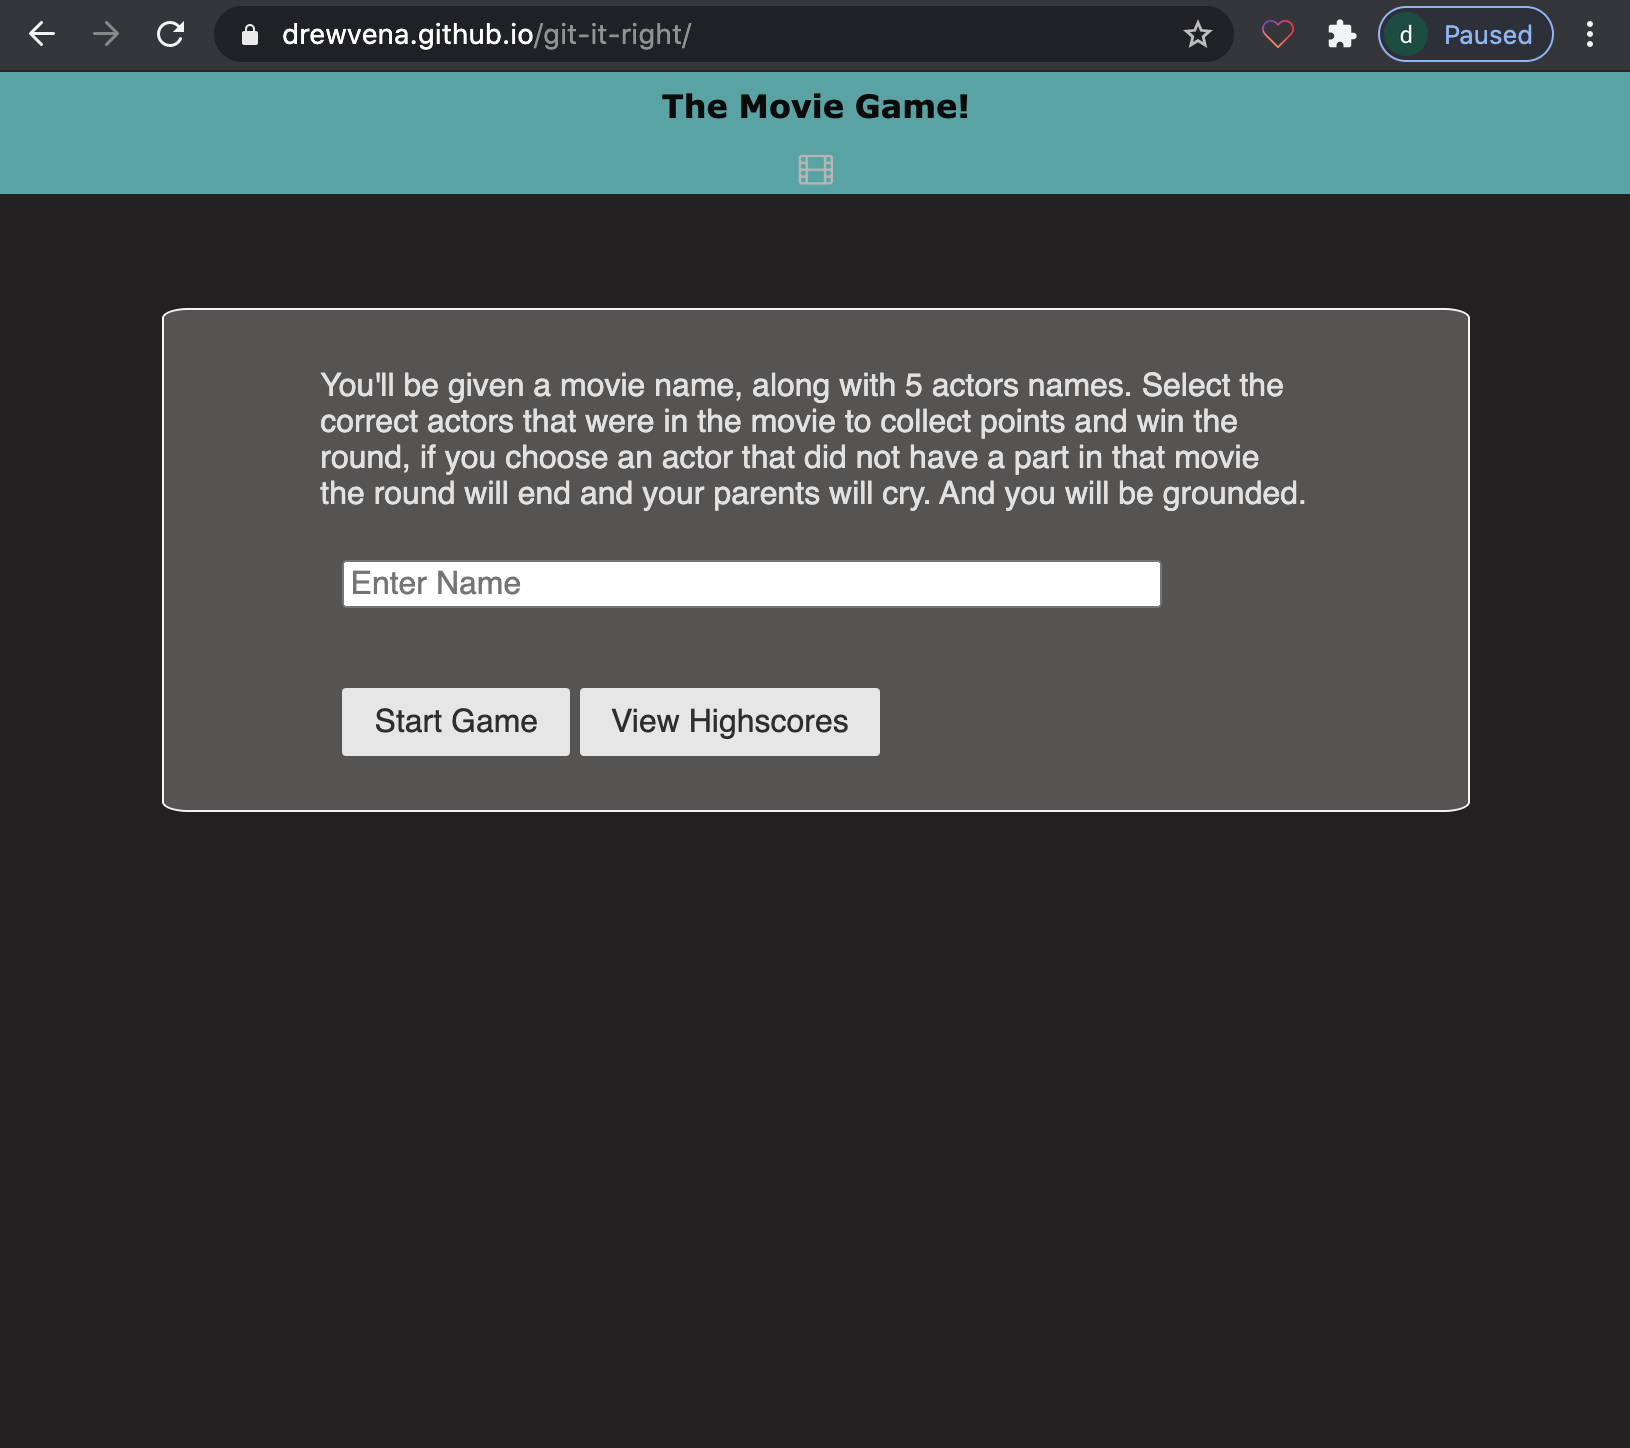 drewvena.github.io/git-it-right/
d Paused
The Movie Game!
You'll be given a movie name, along with 5 actors names. Select the
correct actors that were in the movie to collect points and win the
round, if you choose an actor that did not have a part in that movie
the round will end and your parents will cry. And you will be grounded.
Enter Name
Start Game View Highscores